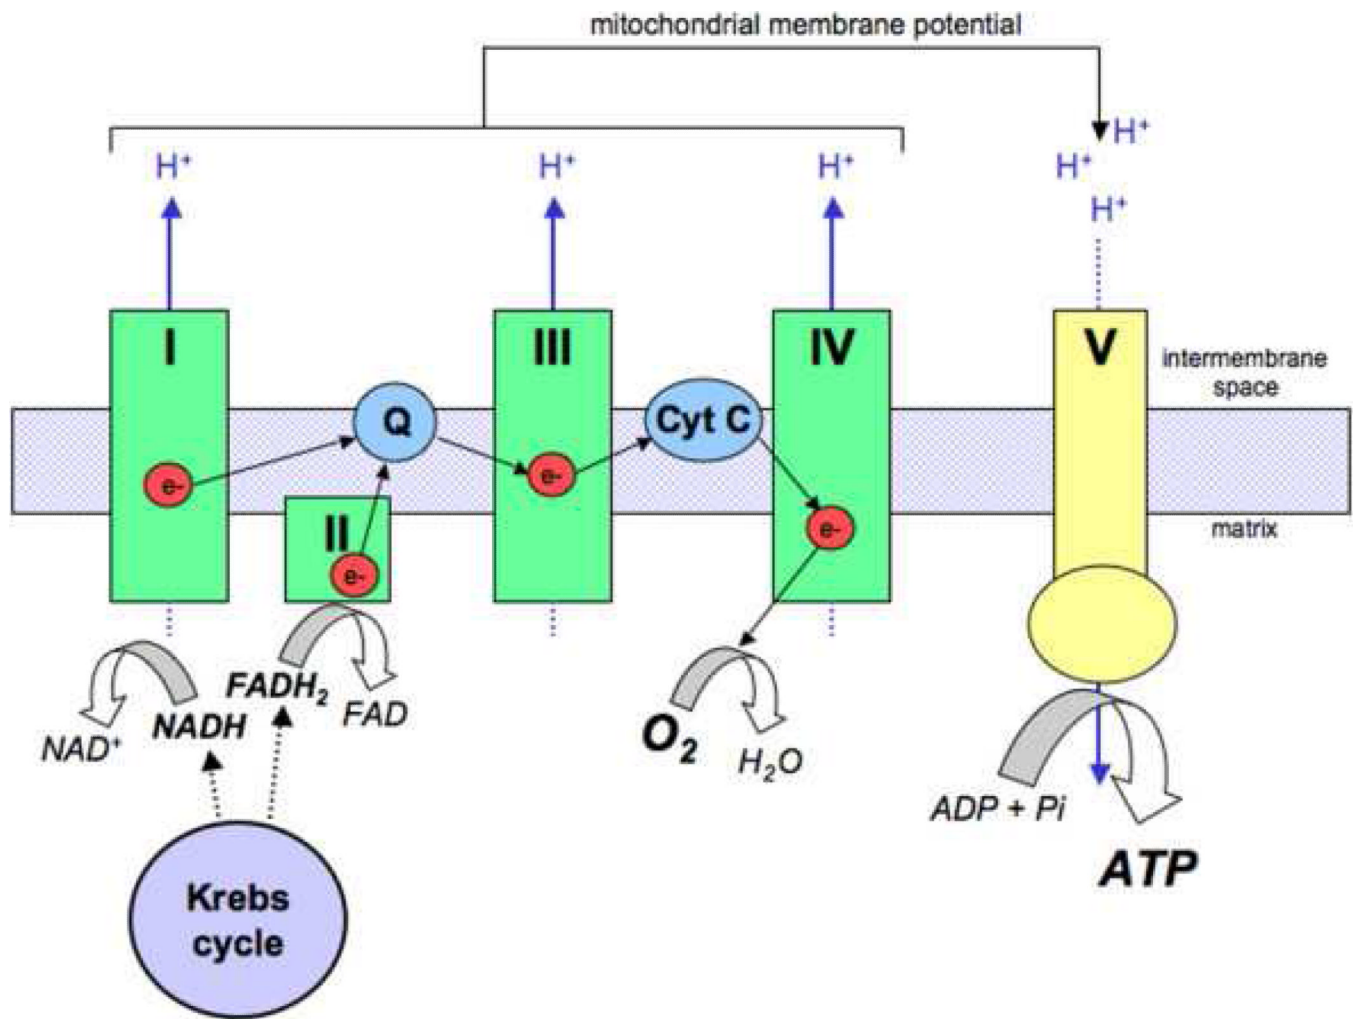 mitochondrial membrane potential
H⁺
H⁺
H⁺
H⁺
H⁺
H⁺
I
III
IV
V
intermembrane
space
Q
Cyt C
e-
e-
e-
II
e-
matrix
FADH₂
FAD
NADH
NAD⁺
O₂
H₂O
ADP + Pi
ATP
Krebs
cycle